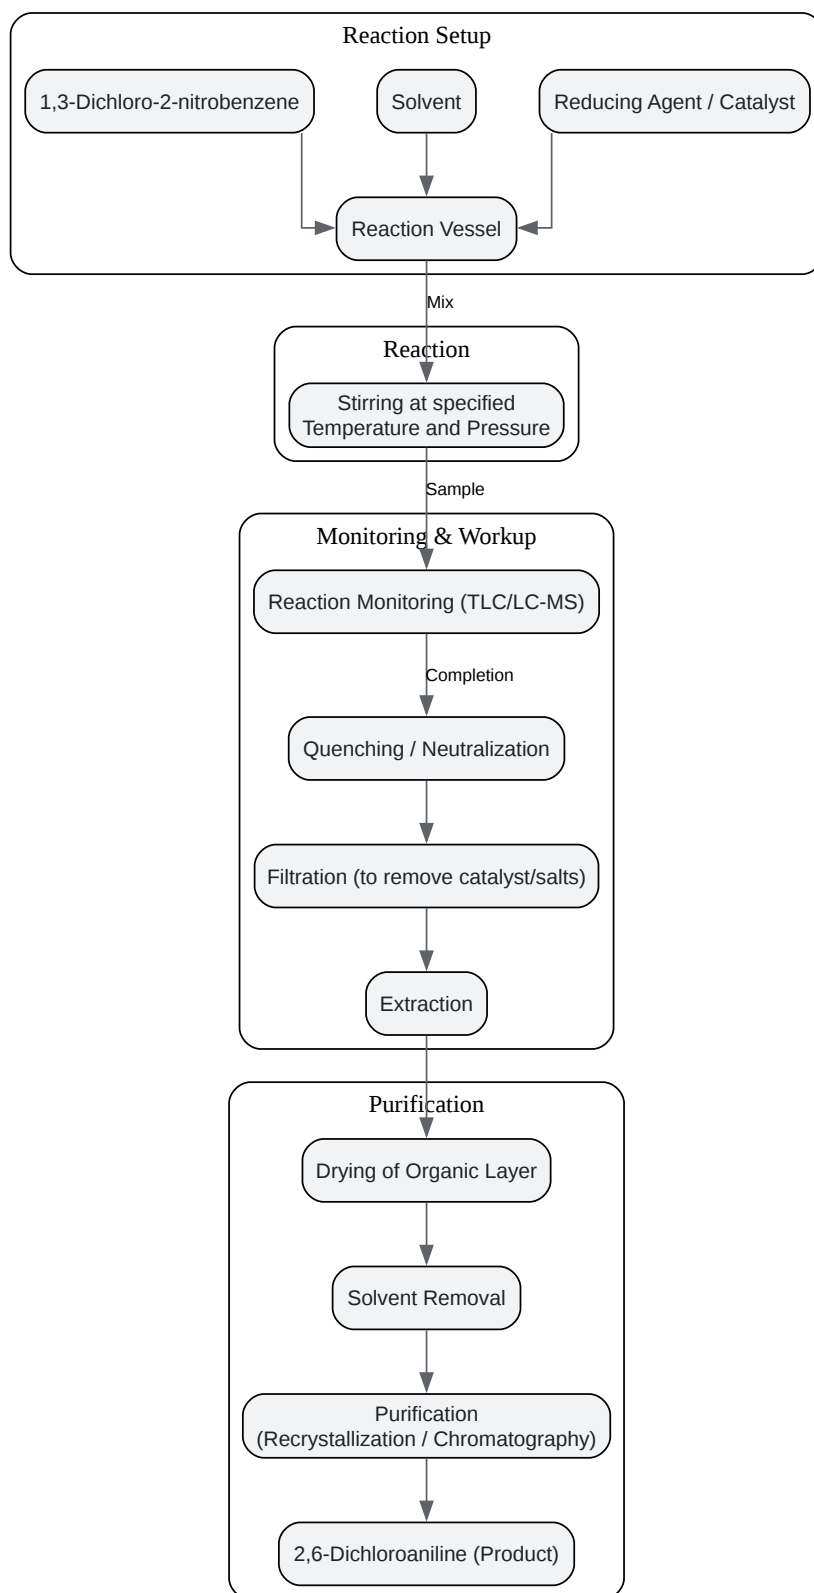 Reaction Setup
1,3-Dichloro-2-nitrobenzene
Solvent
Reducing Agent / Catalyst
Reaction Vessel
Mix
Reaction
Stirring at specified
Temperature and Pressure
Sample
Monitoring & Workup
Reaction Monitoring (TLC/LC-MS)
Completion
Quenching / Neutralization
Filtration (to remove catalyst/salts)
Extraction
Purification
Drying of Organic Layer
Solvent Removal
Purification
(Recrystallization / Chromatography)
2,6-Dichloroaniline (Product)